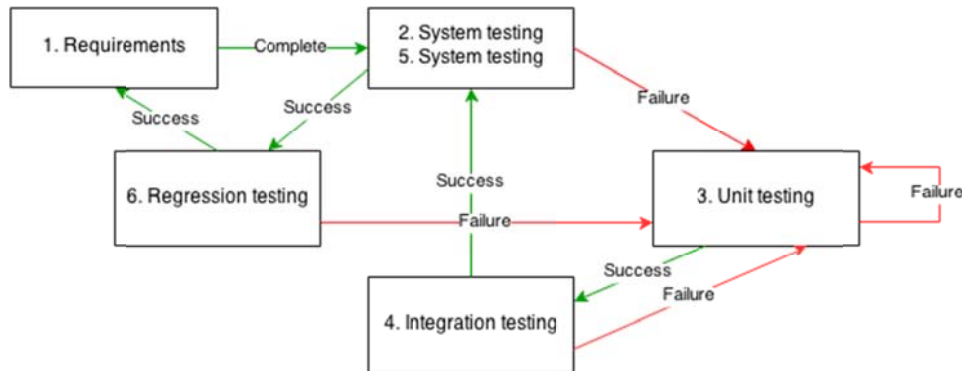 1. Requirements
Complete
2. System testing
5. System testing
Success
Success
Failure
6. Regression testing
Success
3. Unit testing
Failure
Failure
Success
Failure
4. Integration testing